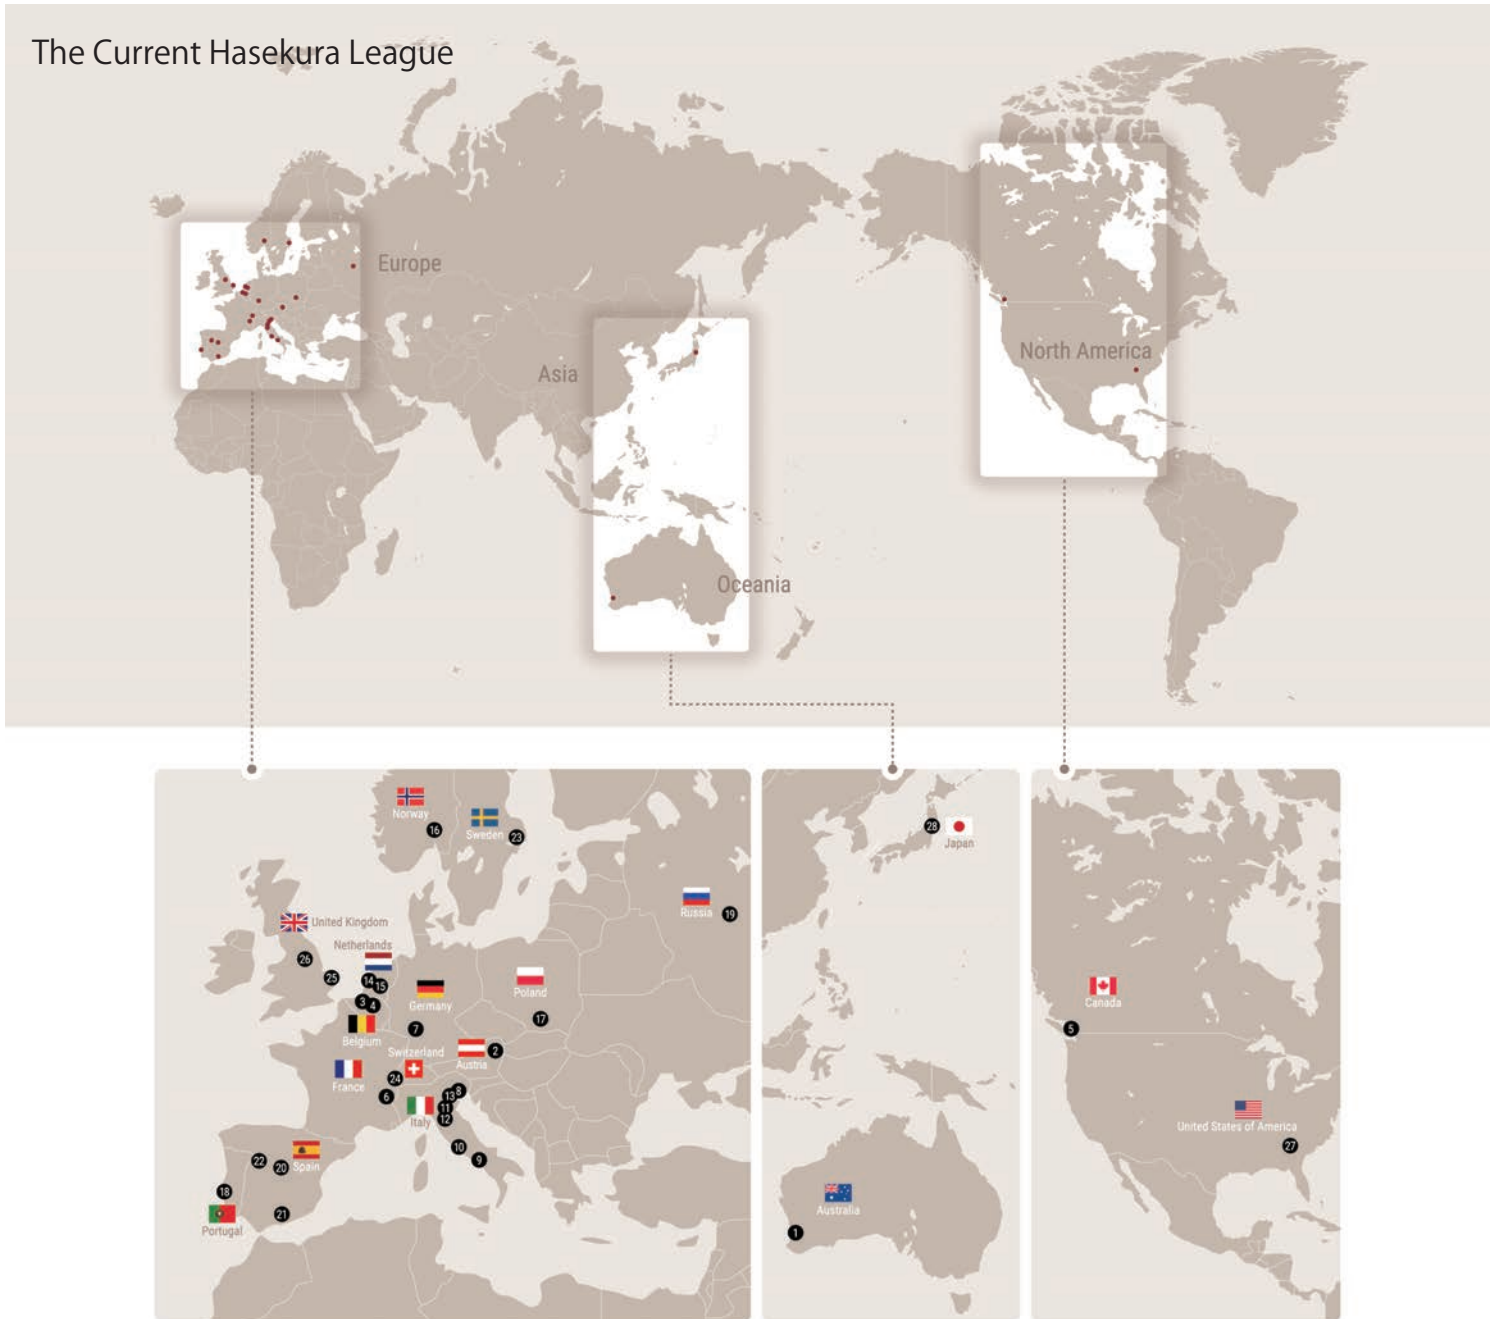 The Current Hasekura League
Europe
Asia
North America
Oceania
Norway
16
Sweden
23
Russia
19
United Kingdom
Netherlands
26
25
14
15
3
4
Germany
Poland
Belgium
7
17
Switzerland
Austria
2
France
24
6
13
8
Italy
11
12
10
9
22
20
Spain
18
Portugal
21
28
Japan
Australia
1
Canada
5
United States of America
27